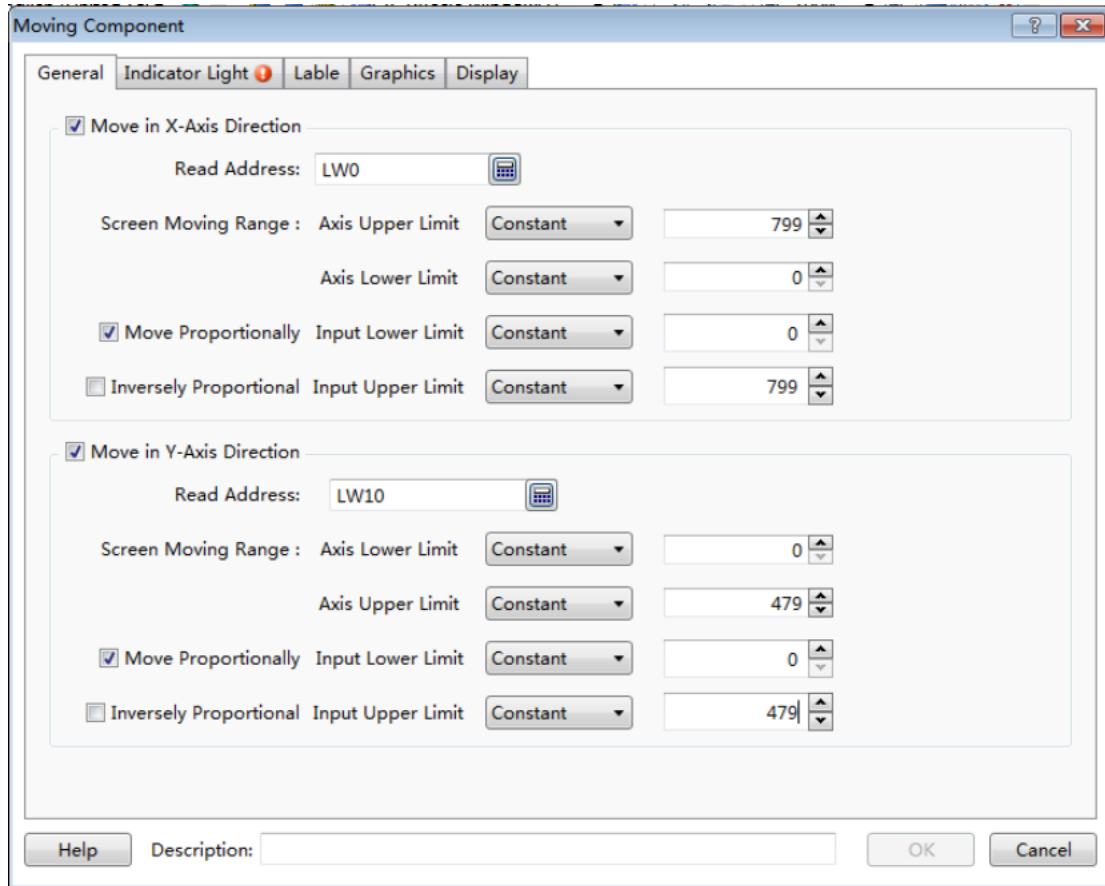 Moving Component
General Indicator Light Lable Graphics Display
Move in X-Axis Direction
Read Address: LW0
Screen Moving Range : Axis Upper Limit Constant 799
Axis Lower Limit Constant 0
Move Proportionally Input Lower Limit Constant 0
Inversely Proportional Input Upper Limit Constant 799
Move in Y-Axis Direction
Read Address: LW10
Screen Moving Range : Axis Lower Limit Constant 0
Axis Upper Limit Constant 479
Move Proportionally Input Lower Limit Constant 0
Inversely Proportional Input Upper Limit Constant 479
Help Description: OK Cancel